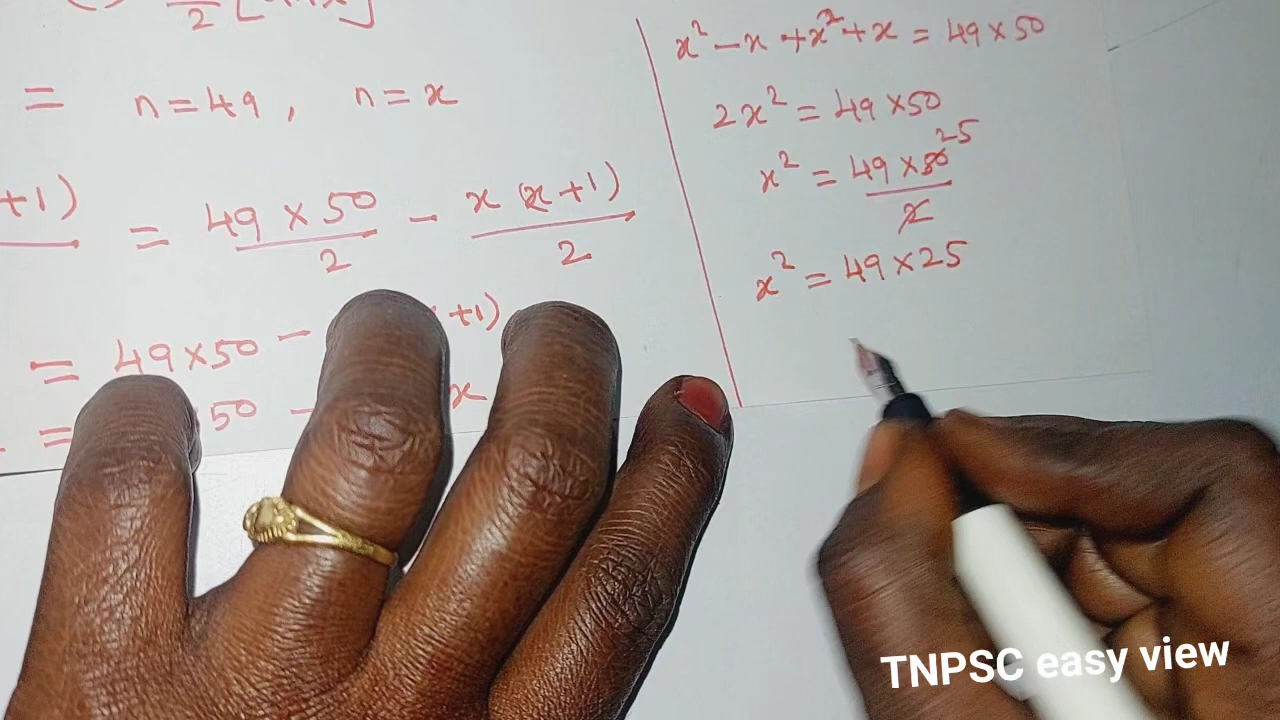 = n = 49, n = x
+1) = 49 × 50 / 2 - x (x+1) / 2
= 49 × 50 - +1)
= 50 - x
x² - x + x² + x = 49 × 50
2x² = 49 × 50
x² = 49 × 50 25 / 2
x² = 49 × 25
TNPSC easy view